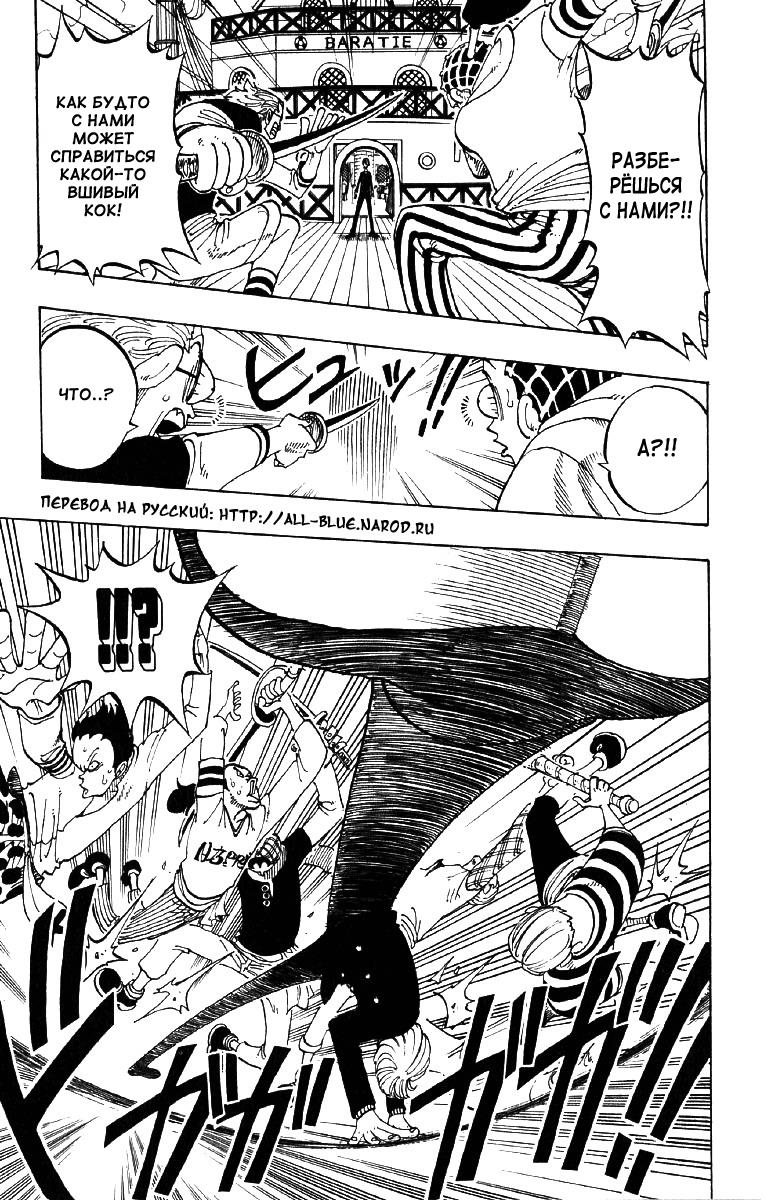 BARATIE
КАК БУДТО
С НАМИ
МОЖЕТ
СПРАВИТЬСЯ
КАКОЙ-ТО
ВШИВЫЙ
КОК!
РАЗБЕ-
РЁШЬСЯ
С НАМИ?!!
ЧТО..?
ヒュッ!!
А?!!
ПЕРЕВОД НА РУССКИЙ: HTTP://ALL-BLUE.NAROD.RU
!!!?
ドガガガガ!!